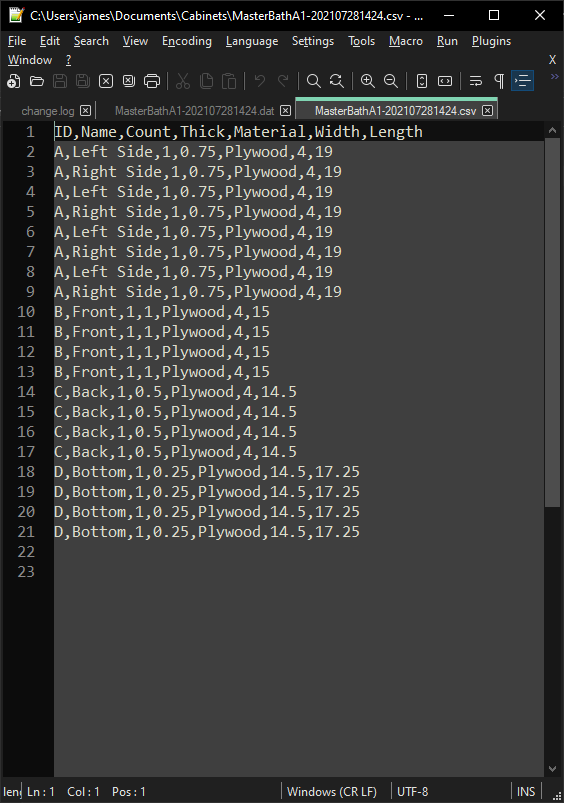 C:\Users\james\Documents\Cabinets\MasterBathA1-202107281424.csv - ...
File Edit Search View Encoding Language Settings Tools Macro Run Plugins
Window ? X
change.log MasterBathA1-202107281424.dat MasterBathA1-202107281424.csv
1 ID,Name,Count,Thick,Material,Width,Length
2 A,Left Side,1,0.75,Plywood,4,19
3 A,Right Side,1,0.75,Plywood,4,19
4 A,Left Side,1,0.75,Plywood,4,19
5 A,Right Side,1,0.75,Plywood,4,19
6 A,Left Side,1,0.75,Plywood,4,19
7 A,Right Side,1,0.75,Plywood,4,19
8 A,Left Side,1,0.75,Plywood,4,19
9 A,Right Side,1,0.75,Plywood,4,19
10 B,Front,1,1,Plywood,4,15
11 B,Front,1,1,Plywood,4,15
12 B,Front,1,1,Plywood,4,15
13 B,Front,1,1,Plywood,4,15
14 C,Back,1,0.5,Plywood,4,14.5
15 C,Back,1,0.5,Plywood,4,14.5
16 C,Back,1,0.5,Plywood,4,14.5
17 C,Back,1,0.5,Plywood,4,14.5
18 D,Bottom,1,0.25,Plywood,14.5,17.25
19 D,Bottom,1,0.25,Plywood,14.5,17.25
20 D,Bottom,1,0.25,Plywood,14.5,17.25
21 D,Bottom,1,0.25,Plywood,14.5,17.25
22
23
len Ln : 1 Col : 1 Pos : 1 Windows (CR LF) UTF-8 INS